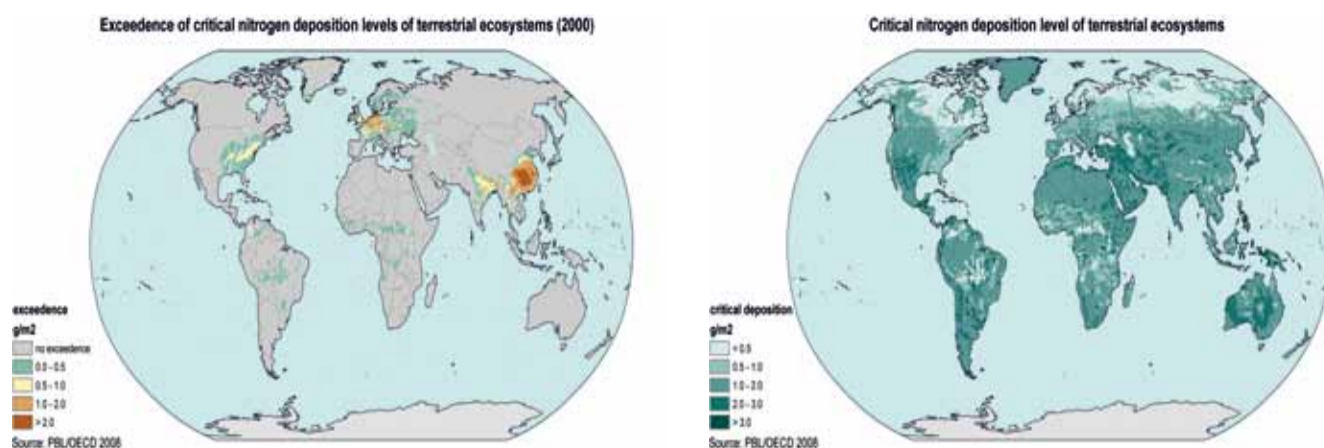 Exceedence of critical nitrogen deposition levels of terrestrial ecosystems (2000)
exceedence
g/m2
no exceedence
0.0 - 0.5
0.5 - 1.0
1.0 - 2.0
> 2.0
Source: PBL/OECD 2008
Critical nitrogen deposition level of terrestrial ecosystems
critical deposition
g/m2
< 0.5
0.5 - 1.0
1.0 - 2.0
2.0 - 3.0
> 3.0
Source: PBL/OECD 2008